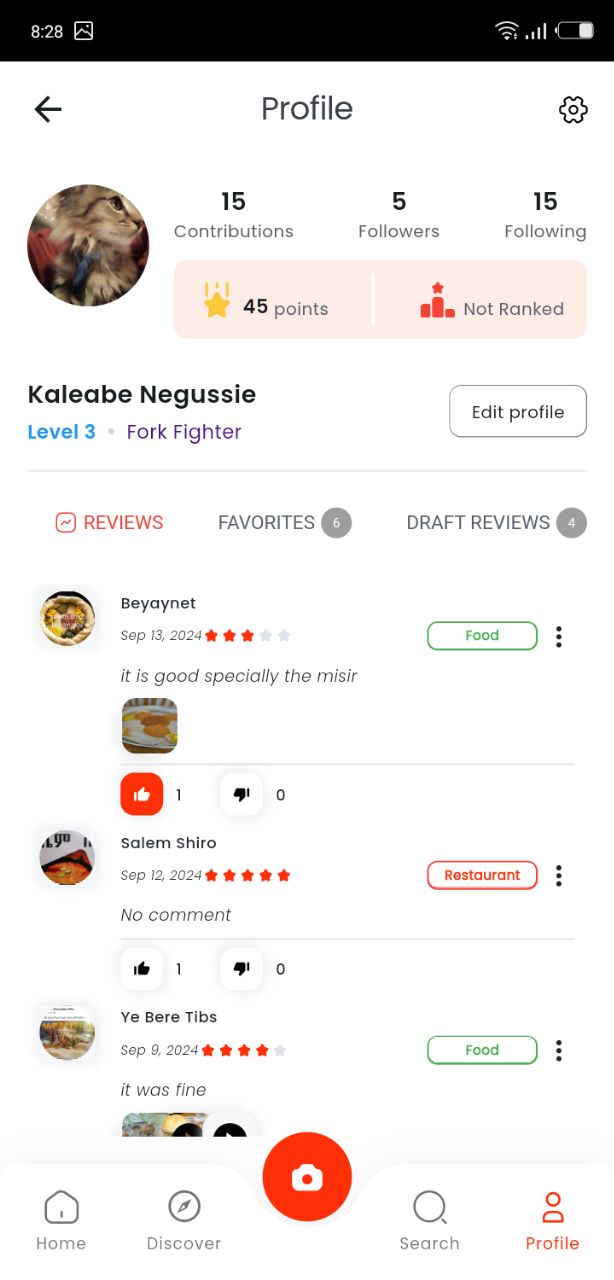 8:28
Profile
15 5 15
Contributions Followers Following
45 points Not Ranked
Kaleabe Negussie
Edit profile
Level 3 • Fork Fighter
REVIEWS FAVORITES 6 DRAFT REVIEWS 4
Beyaynet
Sep 13, 2024 Food
it is good specially the misir
1 0
Salem Shiro
Sep 12, 2024 Restaurant
No comment
1 0
Ye Bere Tibs
Sep 9, 2024 Food
it was fine
Home Discover Search Profile